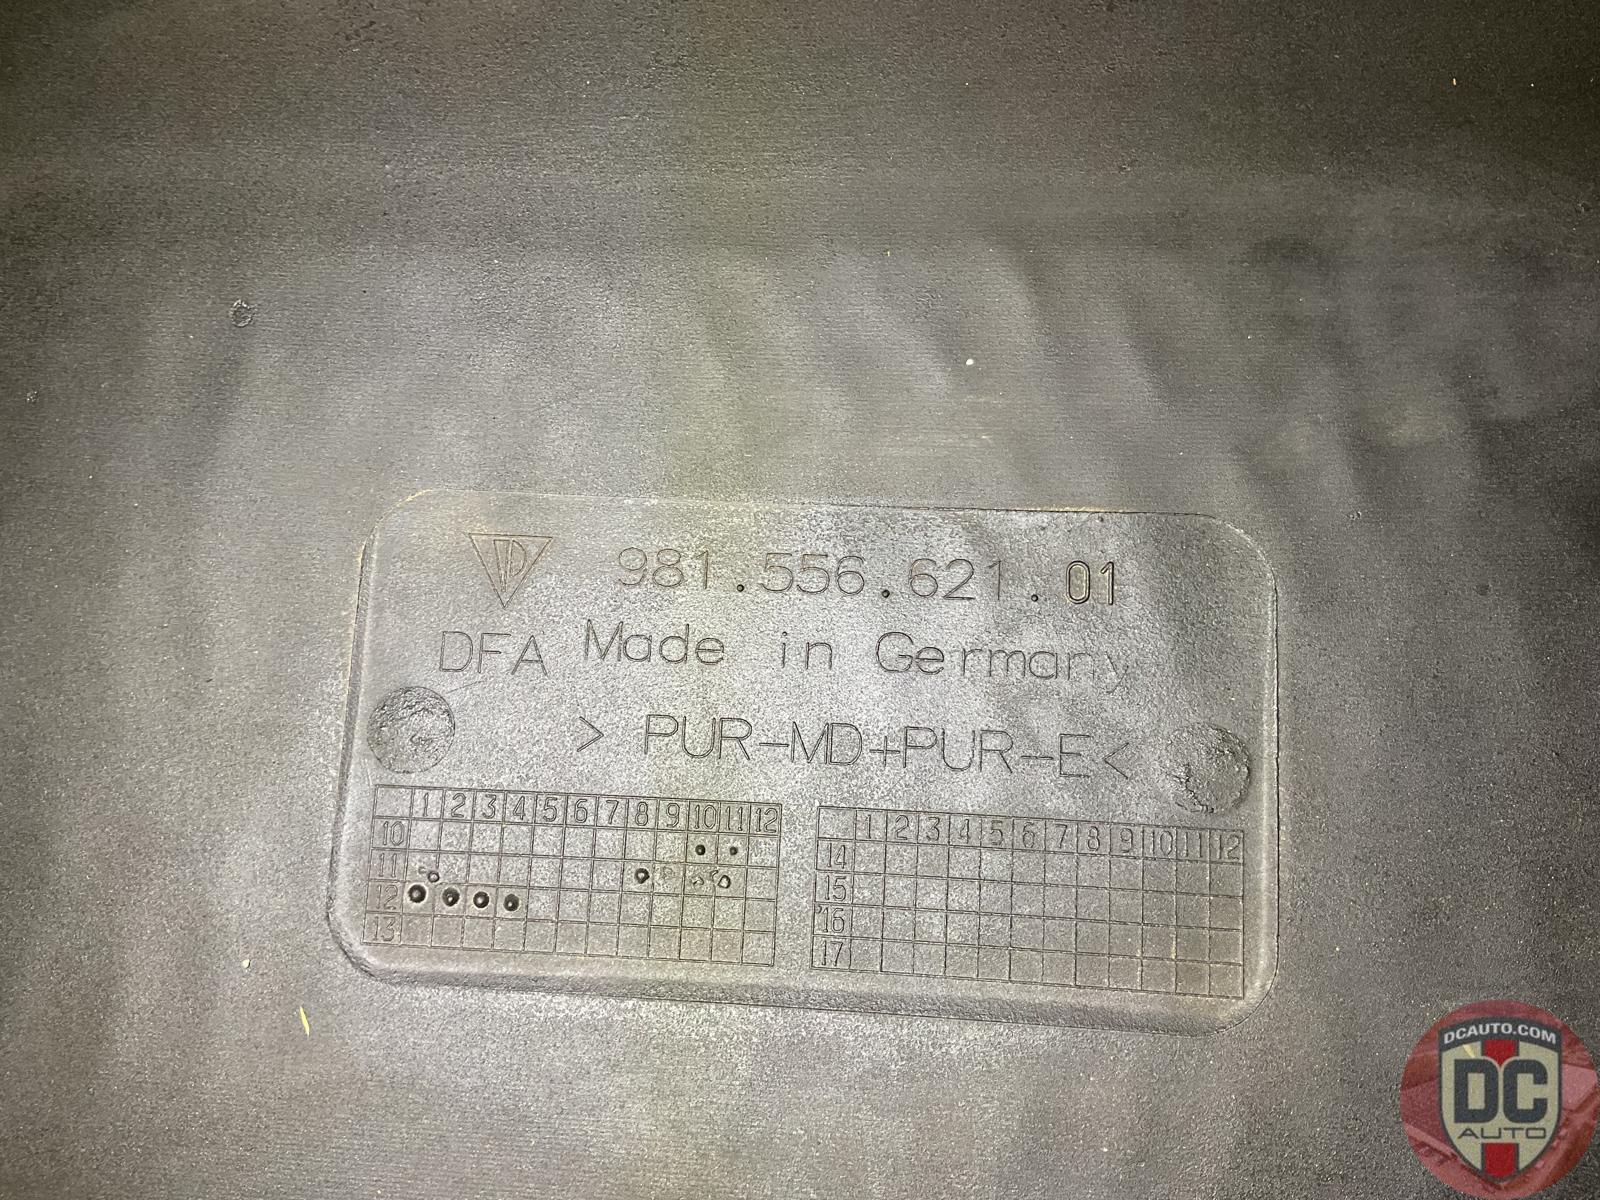 981.556.621.01
DFA Made in Germany
> PUR-MD+PUR-E <
1 2 3 4 5 6 7 8 9 10 11 12
10
11
12
13
1 2 3 4 5 6 7 8 9 10 11 12
14
15
16
17
DCAUTO.COM
DC
AUTO